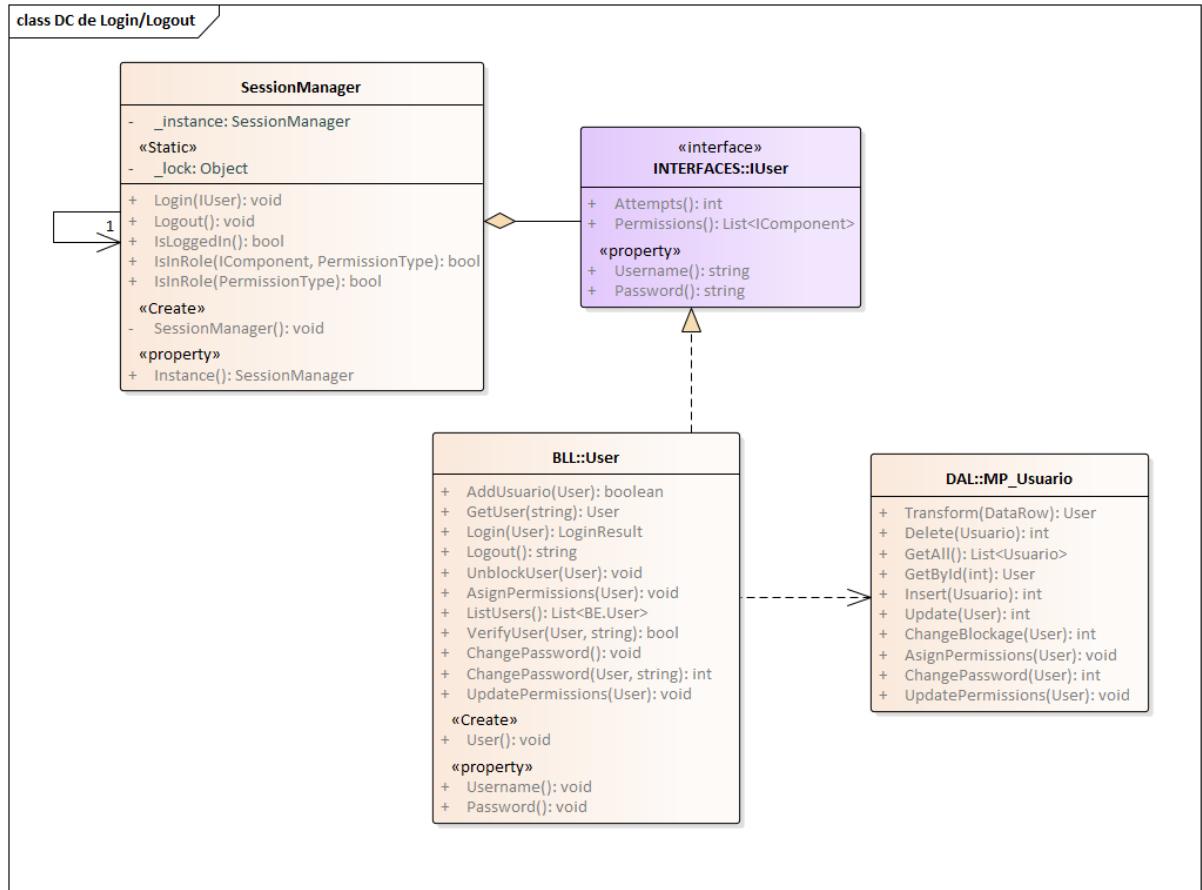 class DC de Login/Logout
SessionManager
- _instance: SessionManager
«Static»
- _lock: Object
+ Login(IUser): void
+ Logout(): void
+ IsLoggedIn(): bool
+ IsInRole(IComponent, PermissionType): bool
+ IsInRole(PermissionType): bool
«Create»
- SessionManager(): void
«property»
+ Instance(): SessionManager
1
«interface»
INTERFACES::IUser
+ Attempts(): int
+ Permissions(): List<IComponent>
«property»
+ Username(): string
+ Password(): string
BLL::User
+ AddUsuario(User): boolean
+ GetUser(string): User
+ Login(User): LoginResult
+ Logout(): string
+ UnblockUser(User): void
+ AsignPermissions(User): void
+ ListUsers(): List<BE.User>
+ VerifyUser(User, string): bool
+ ChangePassword(): void
+ ChangePassword(User, string): int
+ UpdatePermissions(User): void
«Create»
+ User(): void
«property»
+ Username(): void
+ Password(): void
DAL::MP_Usuario
+ Transform(DataRow): User
+ Delete(Usuario): int
+ GetAll(): List<Usuario>
+ GetById(int): User
+ Insert(Usuario): int
+ Update(User): int
+ ChangeBlockage(User): int
+ AsignPermissions(User): void
+ ChangePassword(User): int
+ UpdatePermissions(User): void